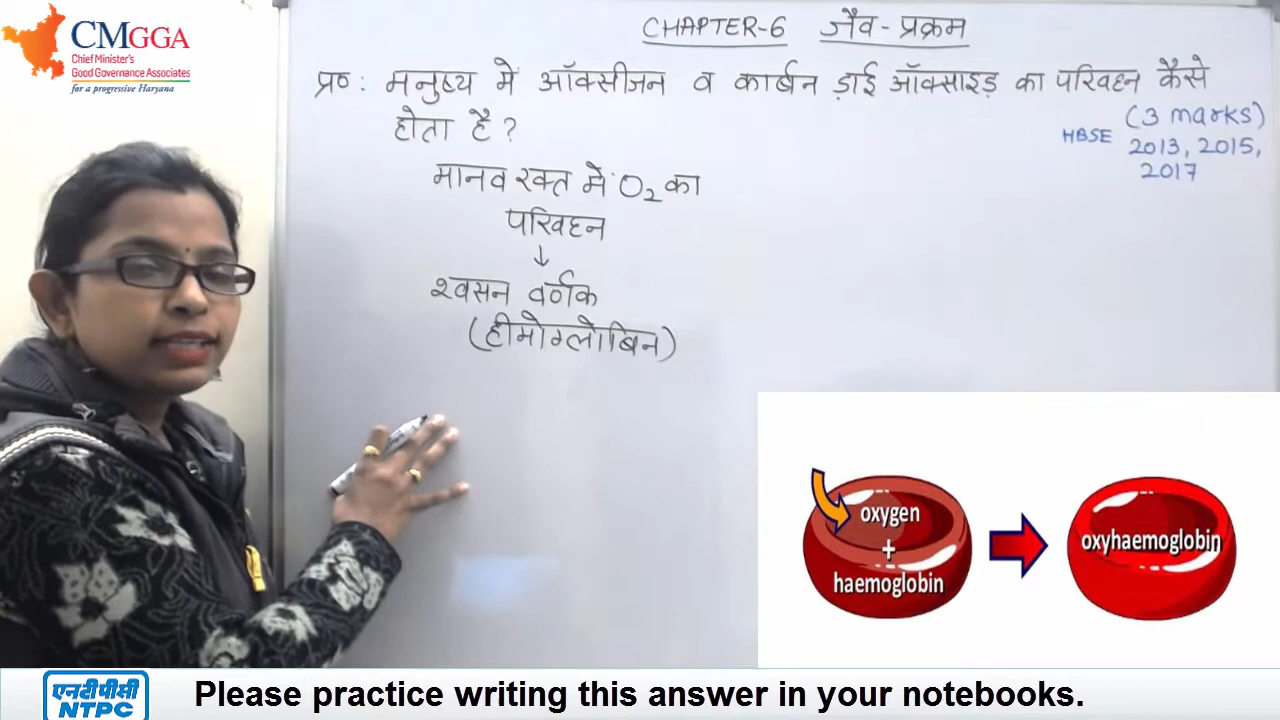 CMGGA
Chief Minister's
Good Governance Associates
for a progressive Haryana
CHAPTER-6 जैव-प्रक्रम
प्र० : मनुष्य में ऑक्सीजन व कार्बन ड़ाई ऑक्साइड़ का परिवहन कैसे
होता है ?
(3 marks)
HBSE 2013, 2015,
2017
मानव रक्त में O₂ का
परिवहन
↓
श्वसन वर्णक
(हीमोग्लोबिन)
oxygen
+
haemoglobin
oxyhaemoglobin
एनटीपीसी
NTPC
Please practice writing this answer in your notebooks.